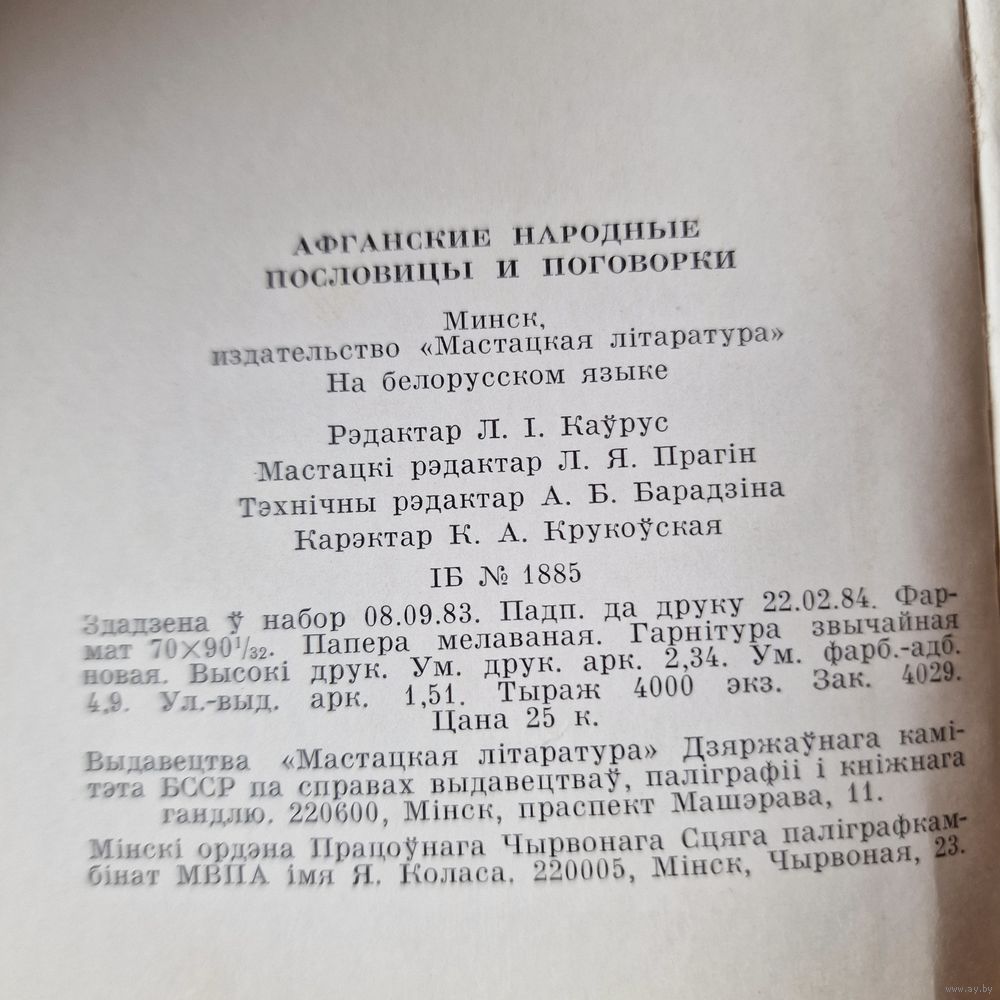 АФГАНСКИЕ НАРОДНЫЕ
ПОСЛОВИЦЫ И ПОГОВОРКИ
Минск,
издательство «Мастацкая літаратура»
На белорусском языке
Рэдактар Л. І. Каўрус
Мастацкі рэдактар Л. Я. Прагін
Тэхнічны рэдактар А. Б. Барадзіна
Карэктар К. А. Крукоўская
ІБ № 1885
Здадзена ў набор 08.09.83. Падп. да друку 22.02.84. Фар-
мат 70×90¹/₃₂. Папера мелаваная. Гарнітура звычайная
новая. Высокі друк. Ум. друк. арк. 2,34. Ум. фарб.-адб.
4,9. Ул.-выд. арк. 1,51. Тыраж 4000 экз. Зак. 4029.
Цана 25 к.
Выдавецтва «Мастацкая літаратура» Дзяржаўнага камі-
тэта БССР па справах выдавецтваў, паліграфіі і кніжнага
гандлю. 220600, Мінск, праспект Машэрава, 11.
Мінскі ордэна Працоўнага Чырвонага Сцяга паліграфкам-
бінат МВПА імя Я. Коласа. 220005, Мінск, Чырвоная, 23.
www.ay.by